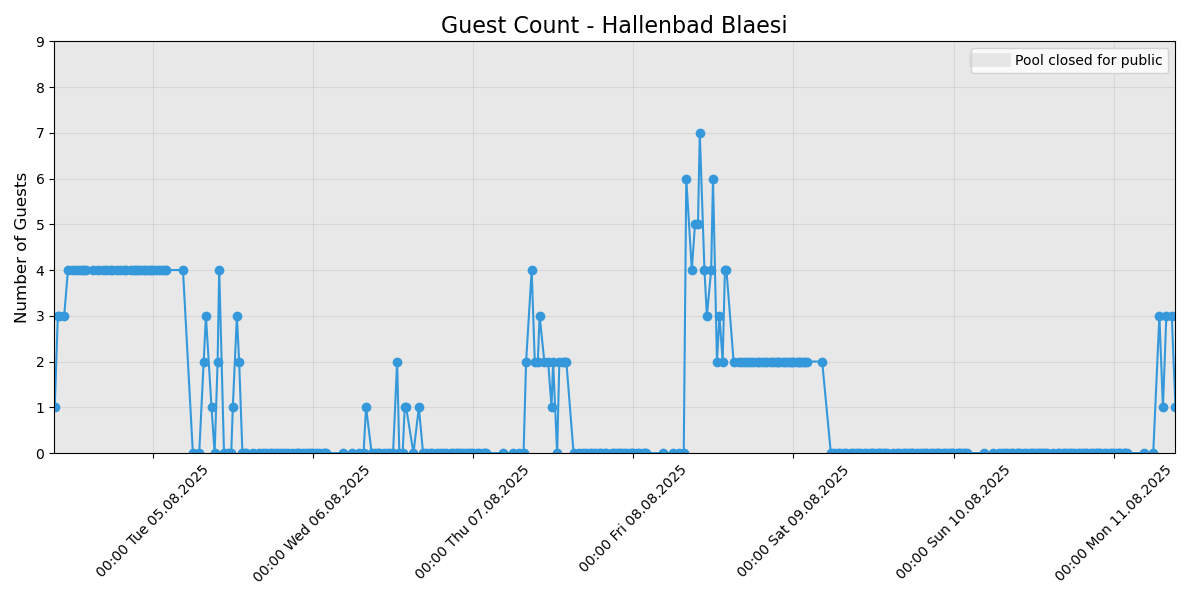 Guest Count - Hallenbad Blaesi
Pool closed for public
Number of Guests
9
8
7
6
5
4
3
2
1
0
00:00 Tue 05.08.2025
00:00 Wed 06.08.2025
00:00 Thu 07.08.2025
00:00 Fri 08.08.2025
00:00 Sat 09.08.2025
00:00 Sun 10.08.2025
00:00 Mon 11.08.2025